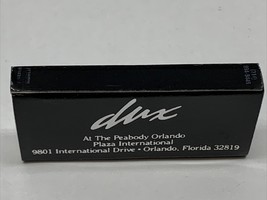 dux
At The Peabody Orlando
Plaza International
9801 International Drive • Orlando, Florida 32819